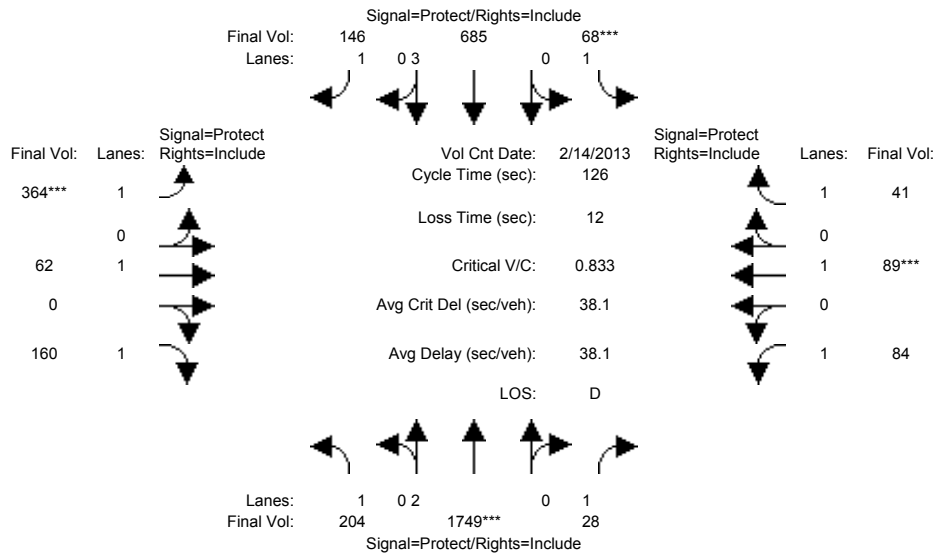 Signal=Protect/Rights=Include
Final Vol: 146 685 68***
Lanes: 1 0 3 0 1
Signal=Protect
Final Vol: Lanes: Rights=Include
Vol Cnt Date: 2/14/2013
Signal=Protect
Rights=Include Lanes: Final Vol:
Cycle Time (sec): 126
364*** 1
1 41
Loss Time (sec): 12
0
0
62 1
Critical V/C: 0.833
1 89***
0 0
Avg Crit Del (sec/veh): 38.1
0
160 1
Avg Delay (sec/veh): 38.1
1 84
LOS: D
Lanes: 1 0 2 0 1
Final Vol: 204 1749*** 28
Signal=Protect/Rights=Include